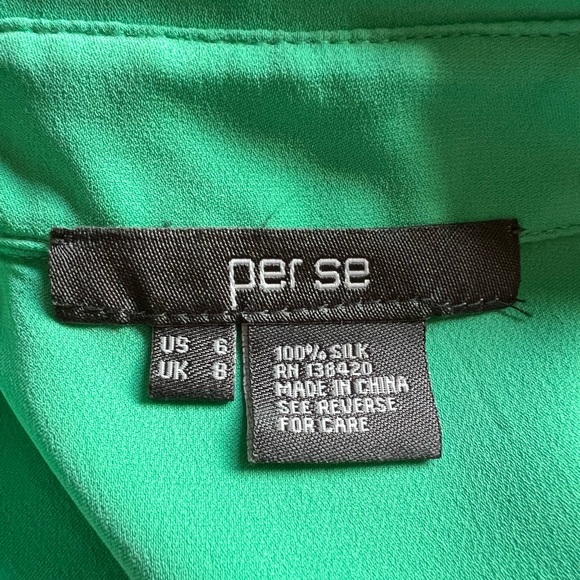 per se
US 6
UK 8
100% SILK
RN 138420
MADE IN CHINA
SEE REVERSE
FOR CARE